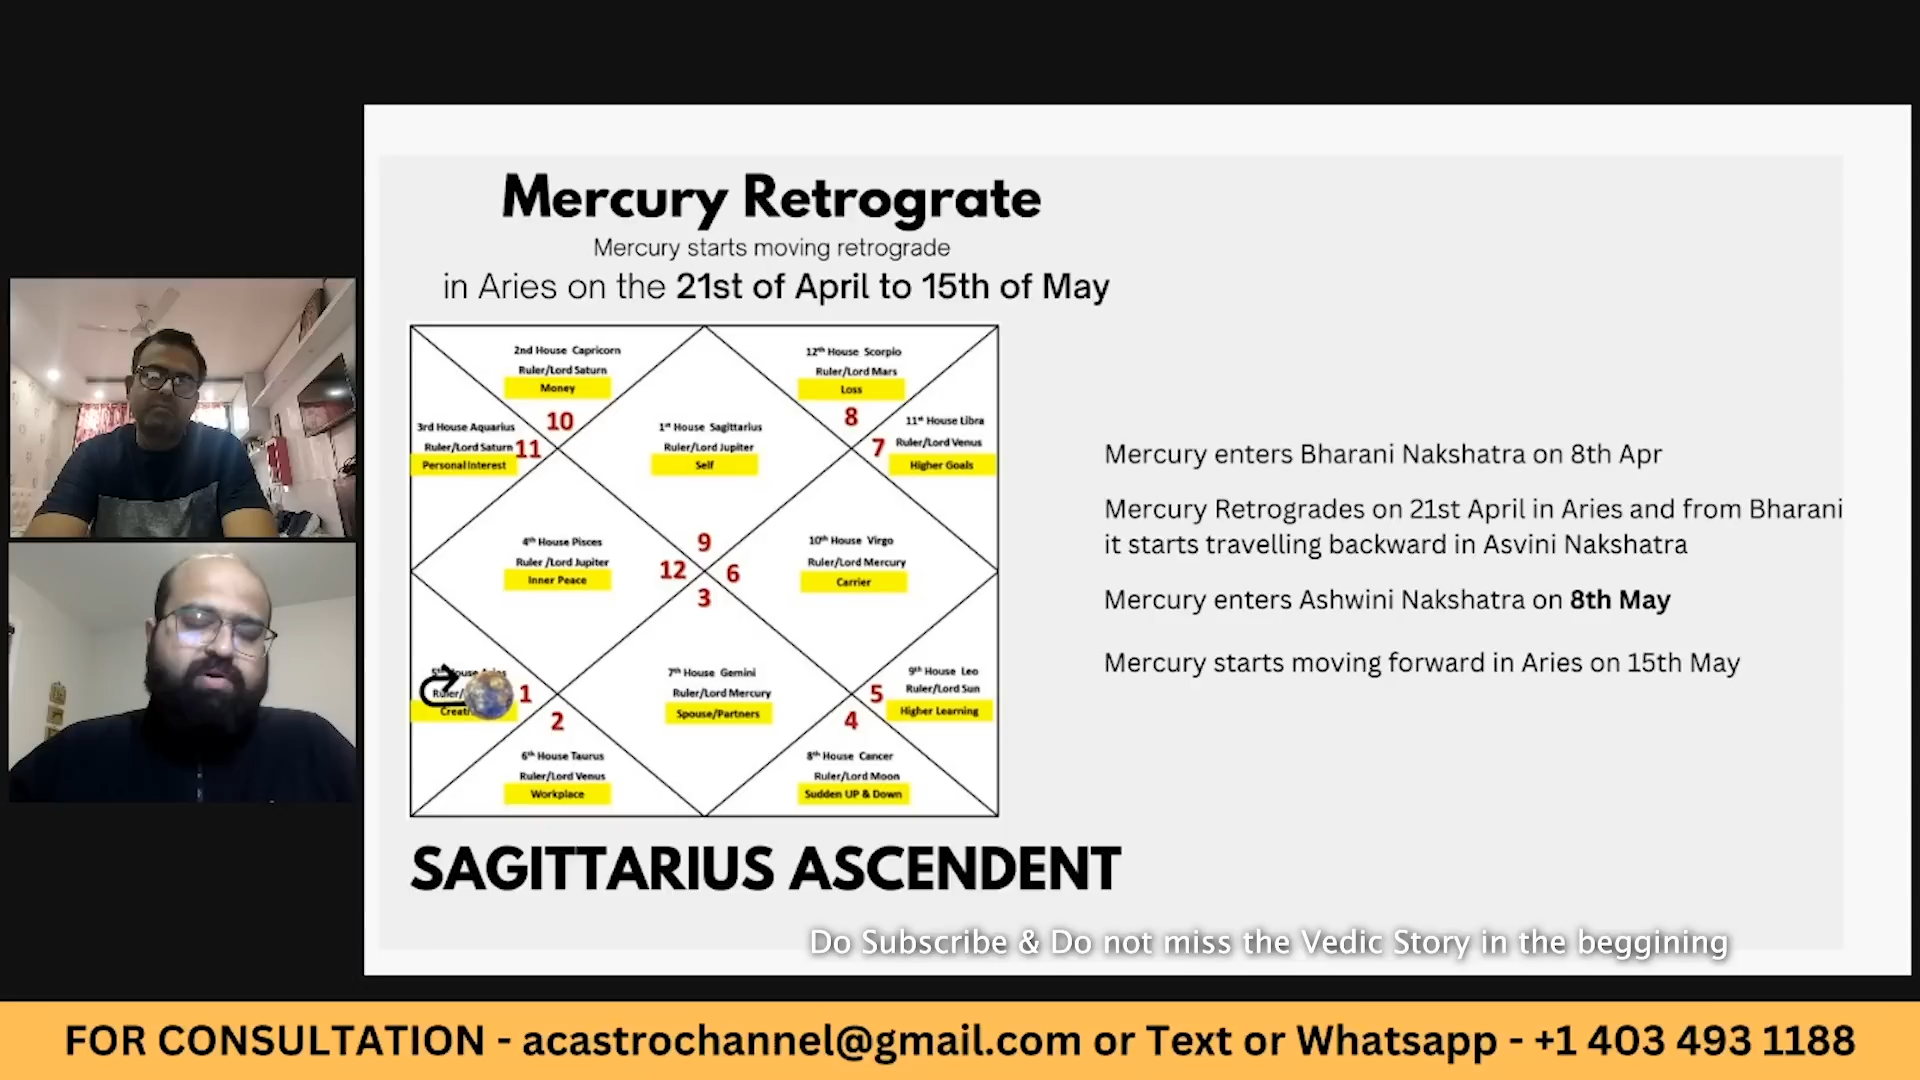 Mercury Retrograte
Mercury starts moving retrograde
in Aries on the 21st of April to 15th of May
2nd House Capricorn
Ruler/Lord Saturn
Money
10
12th House Scorpio
Ruler/Lord Mars
Loss
8
3rd House Aquarius
Ruler/Lord Saturn
Personal Interest
11
1st House Sagittarius
Ruler/Lord Jupiter
Self
11st House Libra
Ruler/Lord Venus
Higher Goals
7
4th House Pisces
Ruler /Lord Jupiter
Inner Peace
9
12
6
3
10th House Virgo
Ruler/Lord Mercury
Carrier
1
2
7th House Gemini
Ruler/Lord Mercury
Spouse/Partners
9th House Leo
Ruler/Lord Sun
Higher Learning
5
4
6th House Taurus
Ruler/Lord Venus
Workplace
8th House Cancer
Ruler/Lord Moon
Sudden UP & Down
SAGITTARIUS ASCENDENT
Mercury enters Bharani Nakshatra on 8th Apr
Mercury Retrogrades on 21st April in Aries and from Bharani
it starts travelling backward in Asvini Nakshatra
Mercury enters Ashwini Nakshatra on 8th May
Mercury starts moving forward in Aries on 15th May
Do Subscribe & Do not miss the Vedic Story in the beggining
FOR CONSULTATION - acastrochannel@gmail.com or Text or Whatsapp - +1 403 493 1188